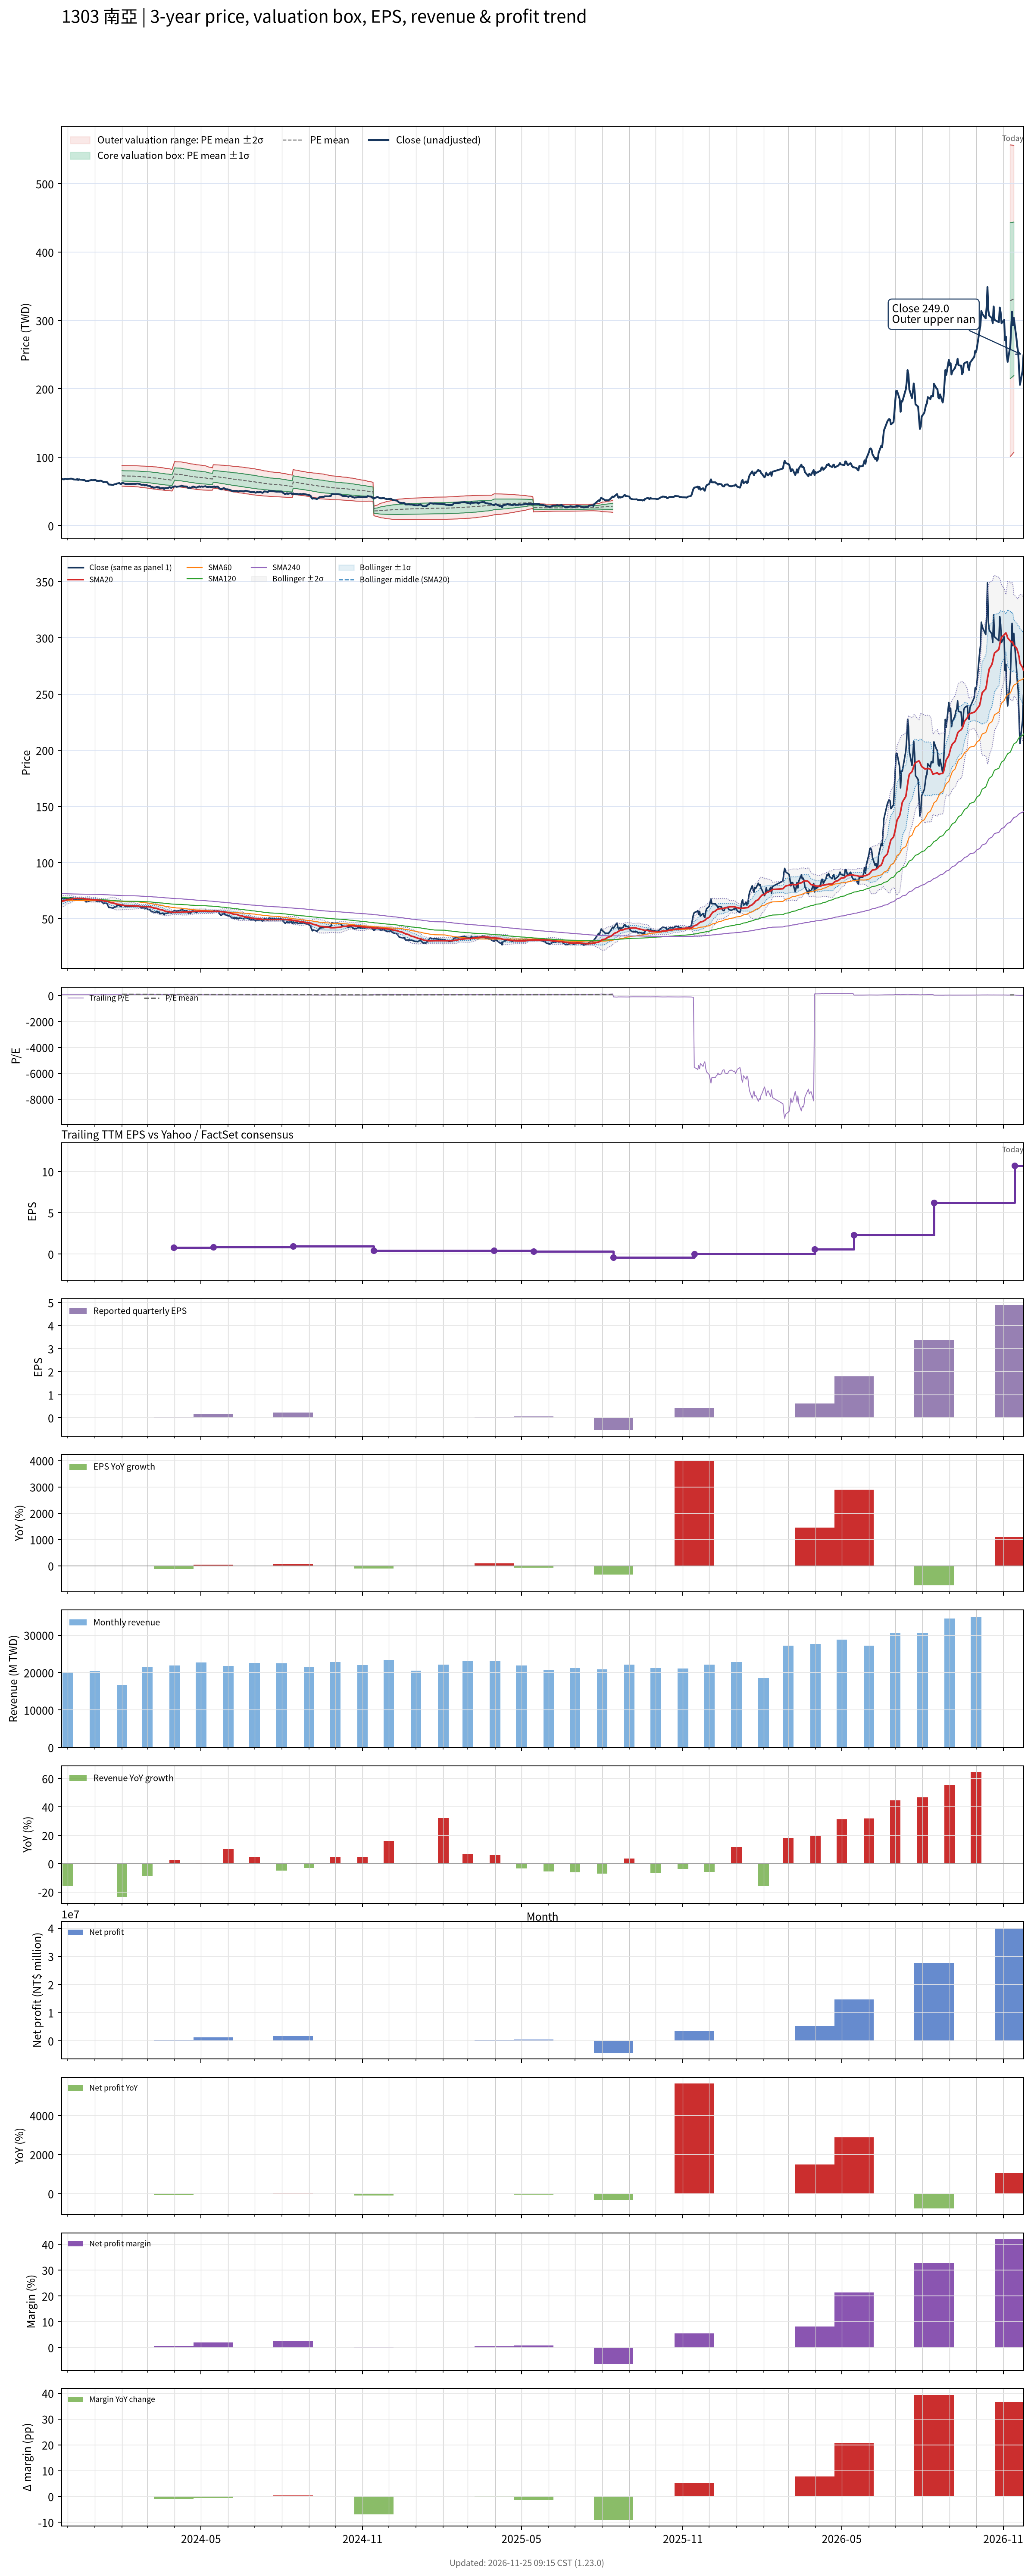 1303 南亞 | 3-year price, valuation box, EPS, revenue & profit trend
Outer valuation range: PE mean ±2σ
Core valuation box: PE mean ±1σ
PE mean
Close (unadjusted)
Today
Close 249.0
Outer upper nan
Price (TWD)
500
400
300
200
100
0
Close (same as panel 1)
SMA20
SMA60
SMA120
SMA240
Bollinger ±2σ
Bollinger ±1σ
Bollinger middle (SMA20)
Price
350
300
250
200
150
100
50
Trailing P/E
P/E mean
P/E
0
-2000
-4000
-6000
-8000
Trailing TTM EPS vs Yahoo / FactSet consensus
Today
EPS
10
5
0
Reported quarterly EPS
EPS
5
4
3
2
1
0
EPS YoY growth
YoY (%)
4000
3000
2000
1000
0
Monthly revenue
Revenue (M TWD)
30000
20000
10000
0
Revenue YoY growth
YoY (%)
60
40
20
0
-20
Month
1e7
Net profit
Net profit (NT$ million)
4
3
2
1
0
Net profit YoY
YoY (%)
4000
2000
0
Net profit margin
Margin (%)
40
30
20
10
0
Margin YoY change
Δ margin (pp)
40
30
20
10
0
-10
2024-05
2024-11
2025-05
2025-11
2026-05
2026-11
Updated: 2026-11-25 09:15 CST (1.23.0)